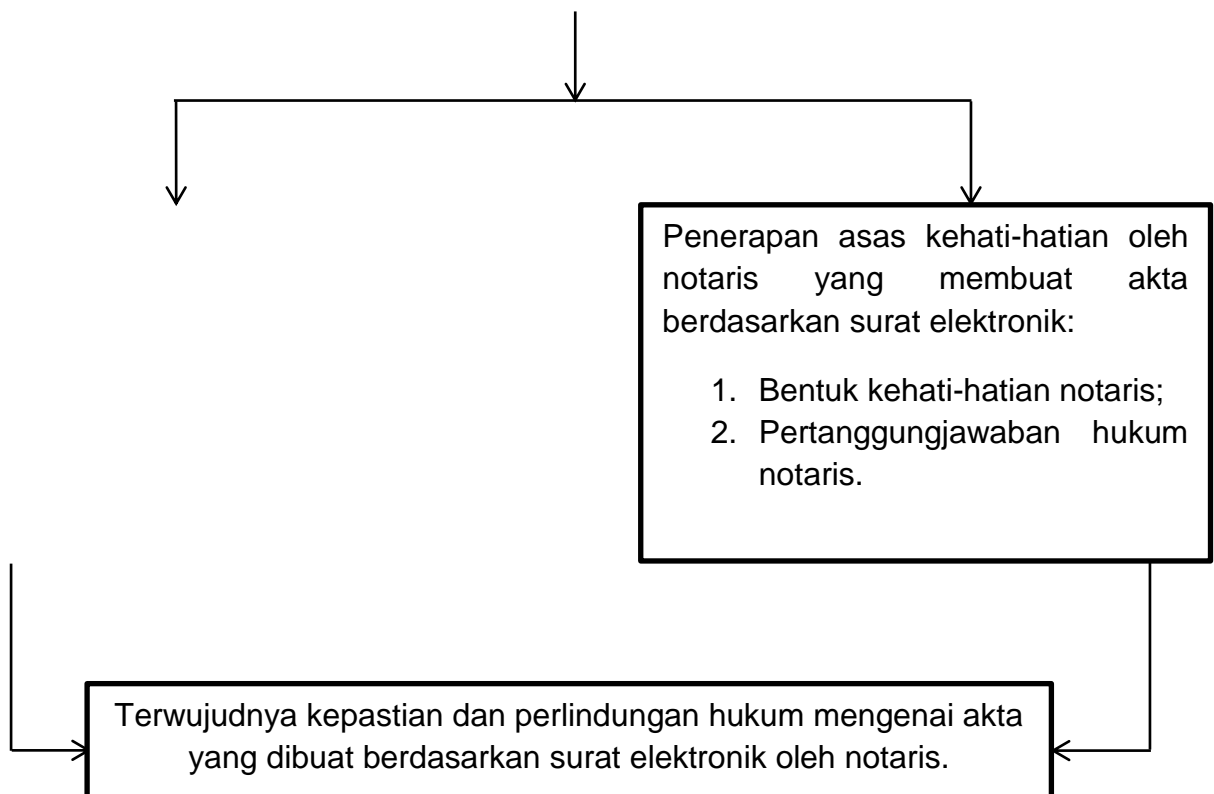 Penerapan asas kehati-hatian oleh
notaris yang membuat akta
berdasarkan surat elektronik:
1. Bentuk kehati-hatian notaris;
2. Pertanggungjawaban hukum
notaris.
Terwujudnya kepastian dan perlindungan hukum mengenai akta
yang dibuat berdasarkan surat elektronik oleh notaris.